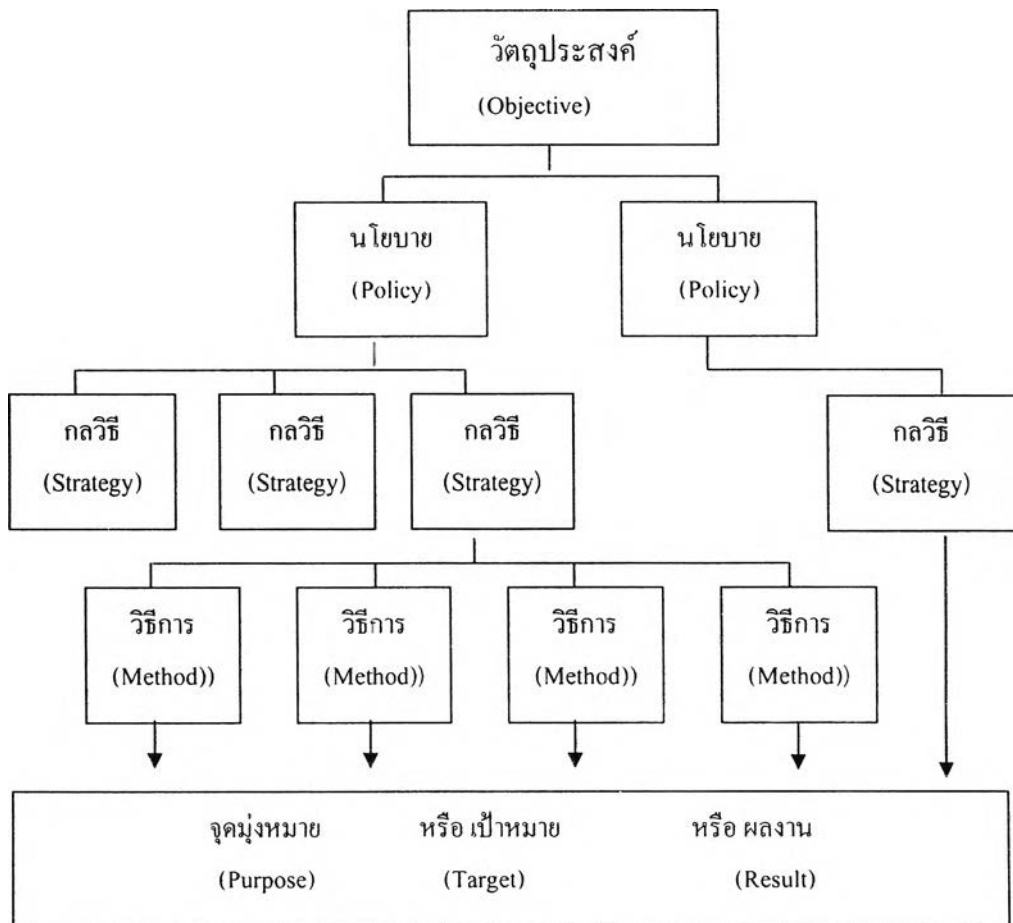 วัตถุประสงค์
(Objective)
นโยบาย
(Policy)
นโยบาย
(Policy)
กลวิธี
(Strategy)
กลวิธี
(Strategy)
กลวิธี
(Strategy)
กลวิธี
(Strategy)
วิธีการ
(Method))
วิธีการ
(Method))
วิธีการ
(Method))
วิธีการ
(Method))
จุดมุ่งหมาย หรือ เป้าหมาย หรือ ผลงาน
(Purpose) (Target) (Result)